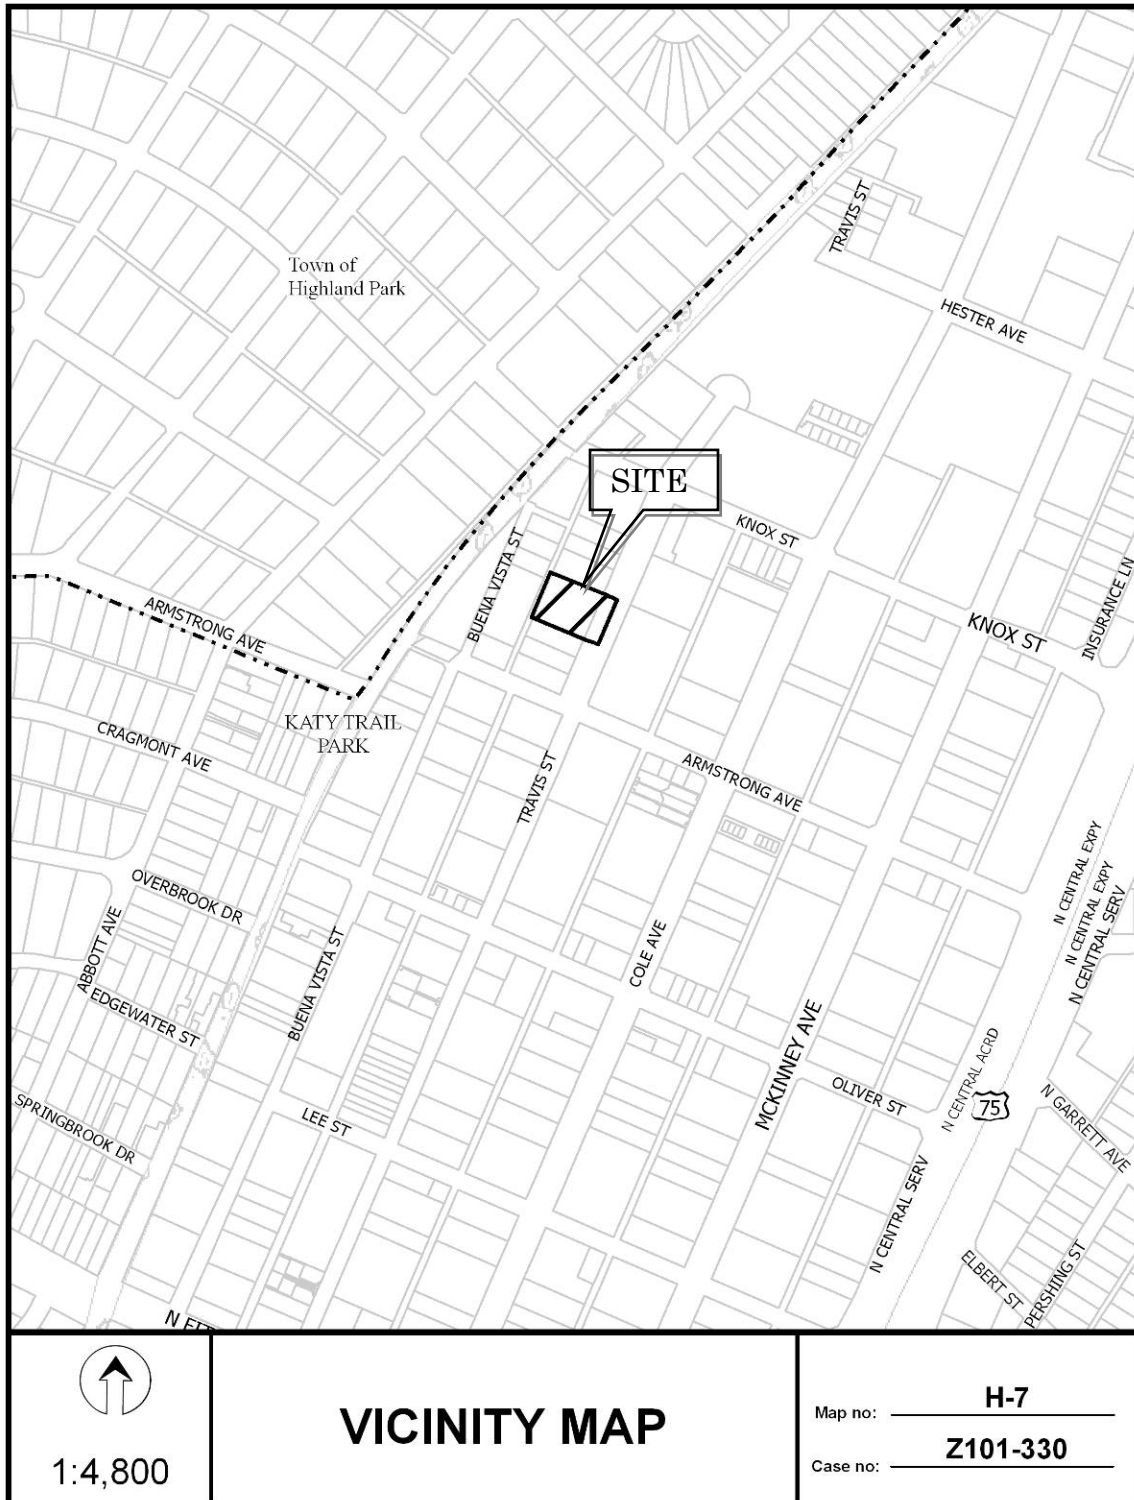 TRAVIS ST
Town of
Highland Park
HESTER AVE
SITE
KNOX ST
BUENA VISTA ST
INSURANCE LN
ARMSTRONG AVE
KNOX ST
KATY TRAIL
PARK
CRAGMONT AVE
TRAVIS ST
ARMSTRONG AVE
N CENTRAL EXPY
N CENTRAL EXPY
N CENTRAL SERV
OVERBROOK DR
ABBOTT AVE
BUENA VISTA ST
COLE AVE
EDGEWATER ST
MCKINNEY AVE
OLIVER ST
N CENTRAL ACRD
75
N GARRETT AVE
SPRINGBROOK DR
LEE ST
N CENTRAL SERV
ELBERT ST
PERSHING ST
1:4,800
VICINITY MAP
Map no: H-7
Case no: Z101-330